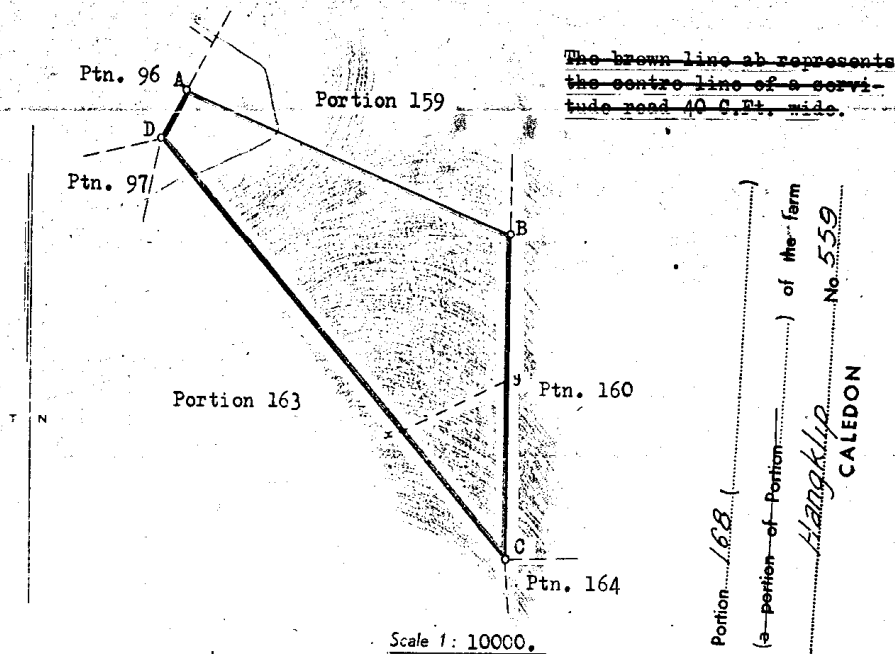 The brown line ab represents
the centre line of a servi-
tude road 40 C.Ft. wide.
Ptn. 96
A
Portion 159
D
Ptn. 97
B
y
Ptn. 160
Portion 163
x
T N
C
Ptn. 164
Scale 1: 10000.
Portion 168 ( )
(a portion of Portion ) of the farm
Hangklip No 559
CALEDON